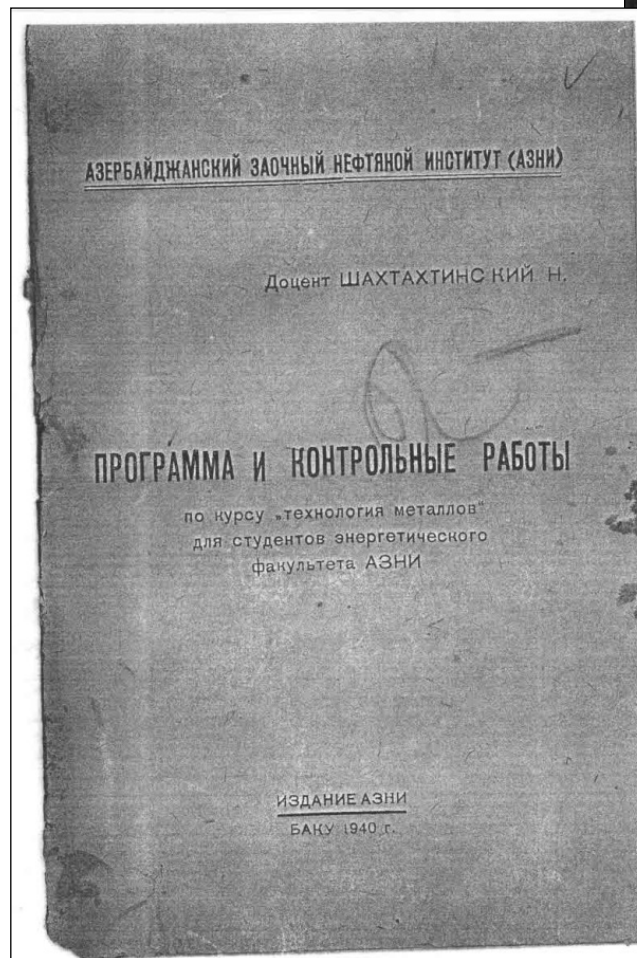 АЗЕРБАЙДЖАНСКИЙ ЗАОЧНЫЙ НЕФТЯНОЙ ИНСТИТУТ (АЗНИ)
Доцент ШАХТАХТИНСКИЙ Н.
ПРОГРАММА И КОНТРОЛЬНЫЕ РАБОТЫ
по курсу „технология металлов"
для студентов энергетического
факультета АЗНИ
ИЗДАНИЕ АЗНИ
БАКУ 1940 г.